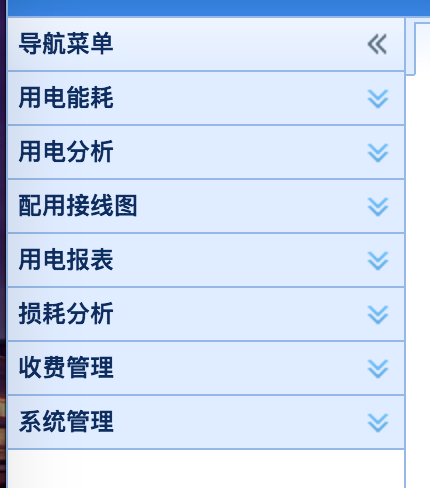 导航菜单
用电能耗
用电分析
配用接线图
用电报表
损耗分析
收费管理
系统管理